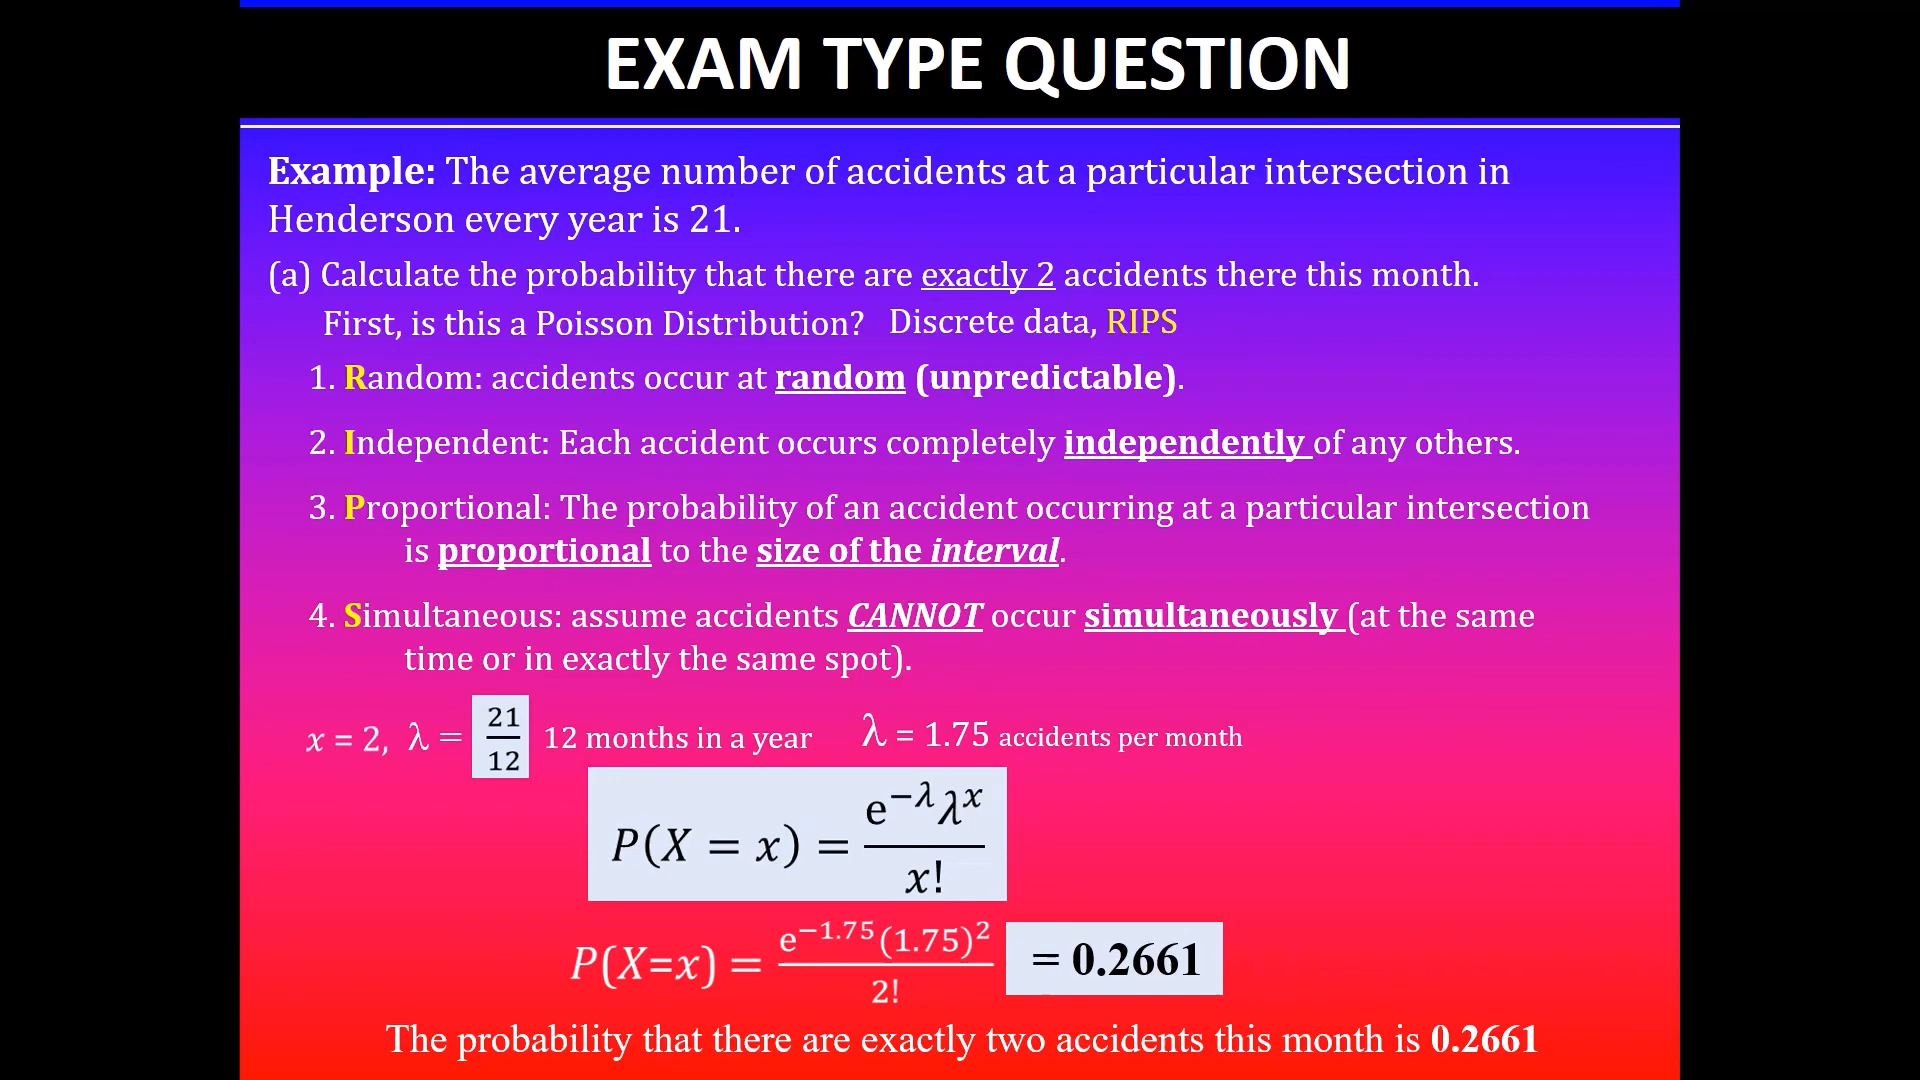 EXAM TYPE QUESTION
Example: The average number of accidents at a particular intersection in
Henderson every year is 21.
(a) Calculate the probability that there are exactly 2 accidents there this month.
First, is this a Poisson Distribution? Discrete data, RIPS
1. Random: accidents occur at random (unpredictable).
2. Independent: Each accident occurs completely independently of any others.
3. Proportional: The probability of an accident occurring at a particular intersection
is proportional to the size of the interval.
4. Simultaneous: assume accidents CANNOT occur simultaneously (at the same
time or in exactly the same spot).
x = 2, λ = 21/12 12 months in a year λ = 1.75 accidents per month
P(X = x) = e^−λ λ^x / x!
P(X=x) = e^−1.75 (1.75)^2 / 2! = 0.2661
The probability that there are exactly two accidents this month is 0.2661